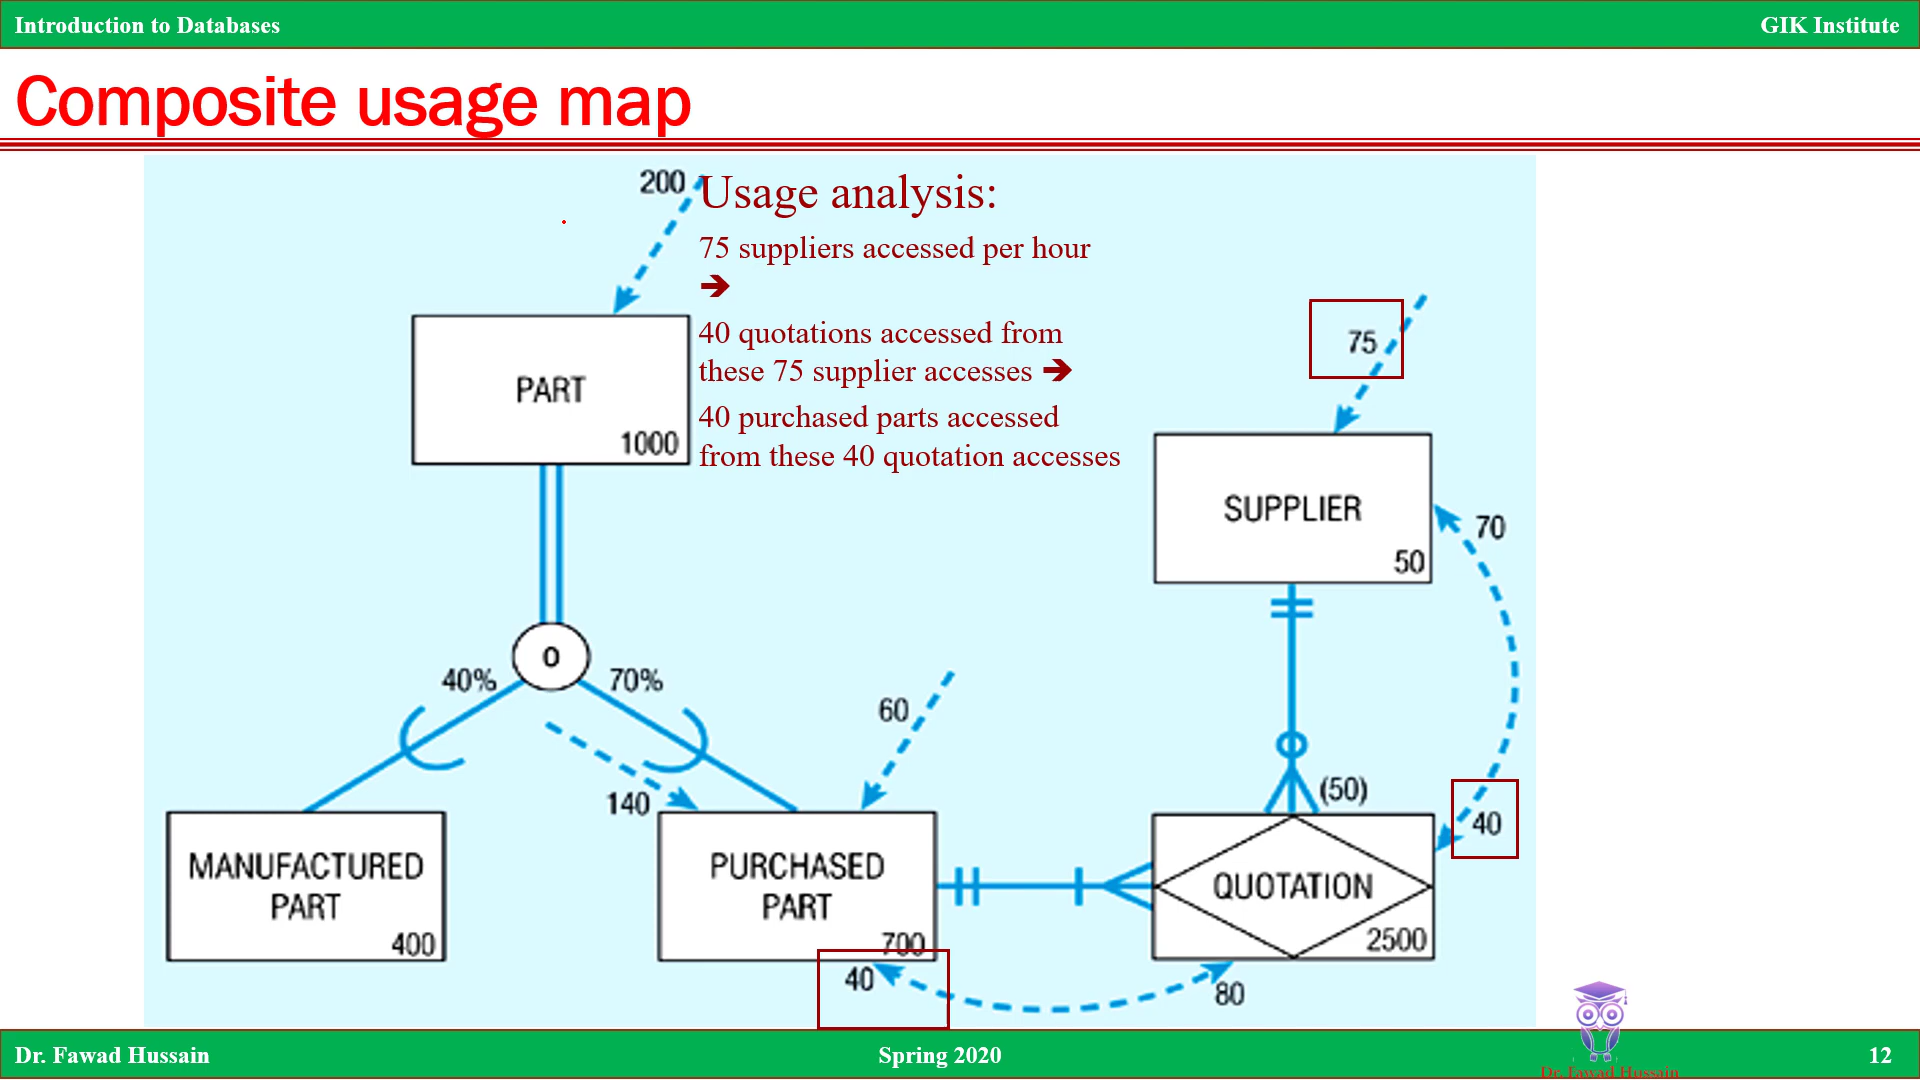 Introduction to Databases
GIK Institute
Composite usage map
200
Usage analysis:
75 suppliers accessed per hour
➔
40 quotations accessed from
these 75 supplier accesses ➔
40 purchased parts accessed
from these 40 quotation accesses
75
PART
1000
SUPPLIER
50
70
O
40%
70%
60
140
(50)
40
MANUFACTURED
PART
400
PURCHASED
PART
700
QUOTATION
2500
40
80
Dr. Fawad Hussain
Spring 2020
12
Dr. Fawad Hussain